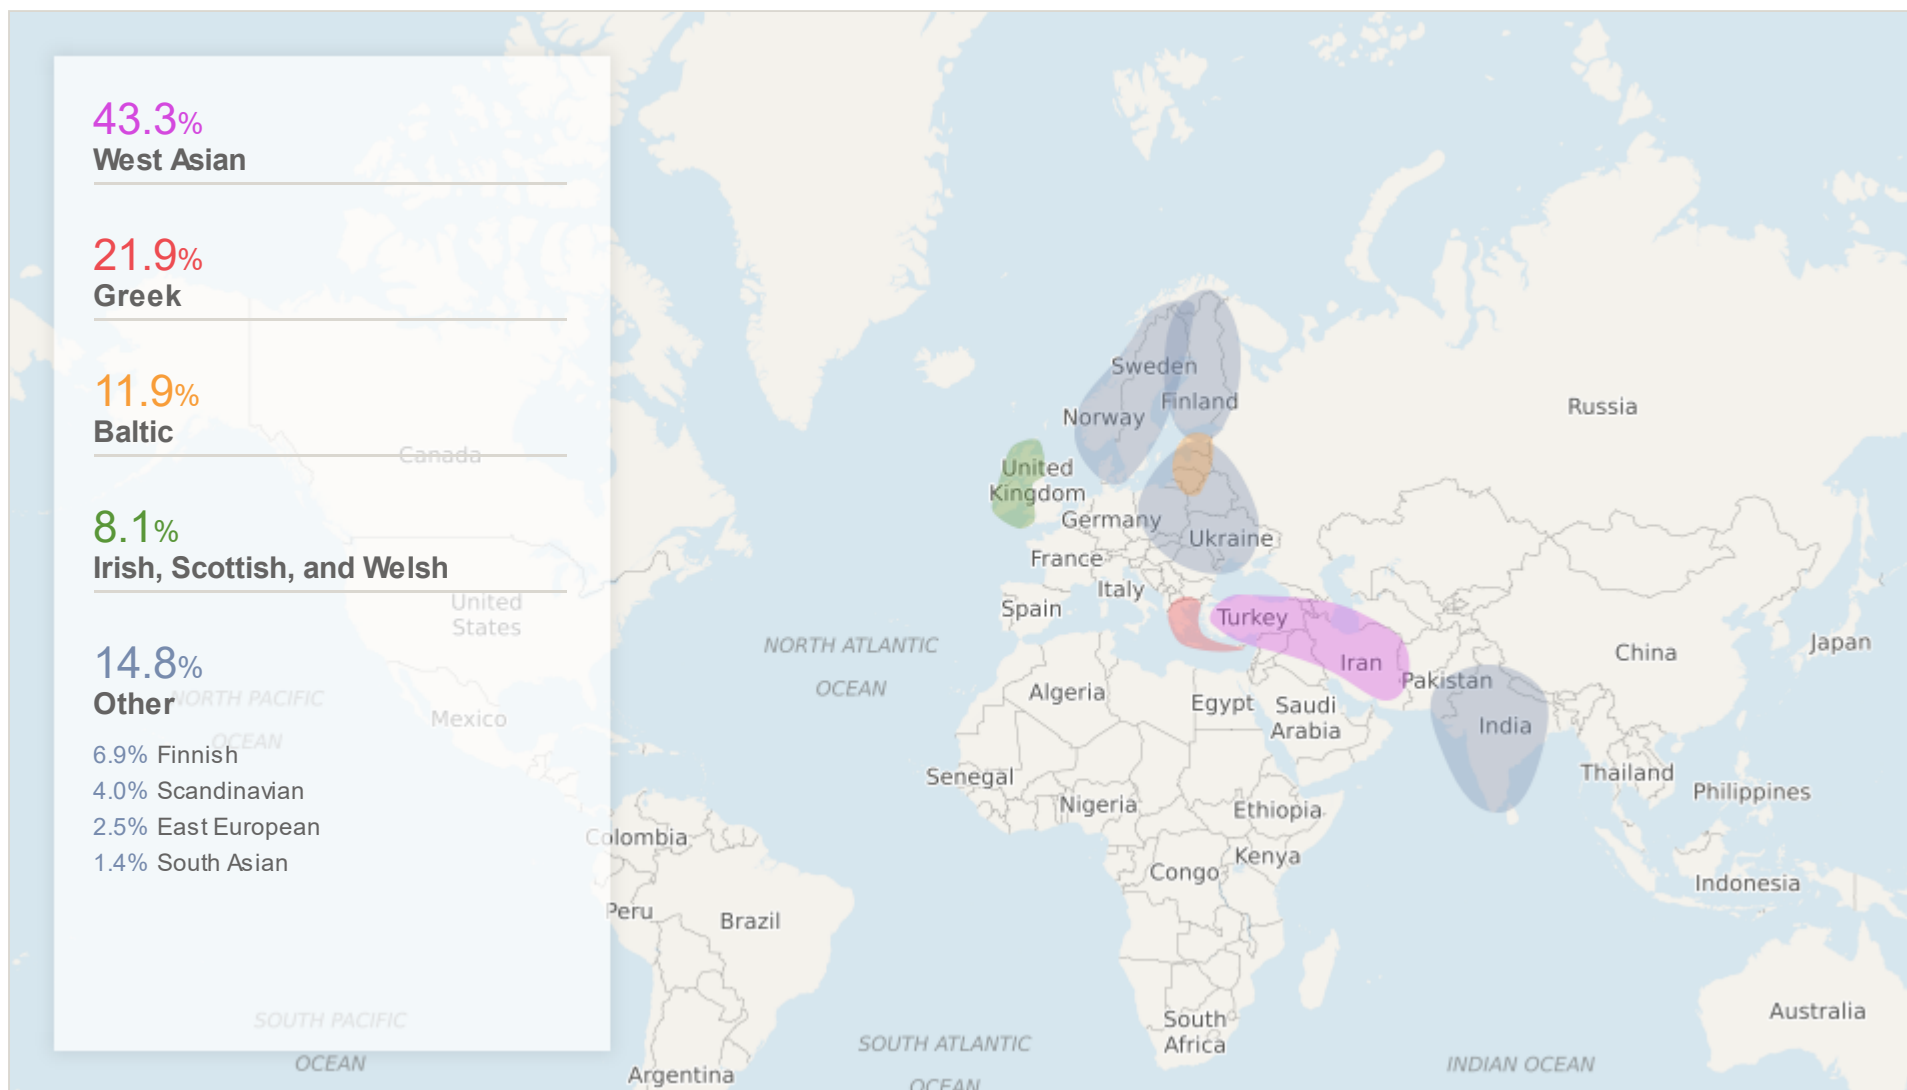 43.3%
West Asian
21.9%
Greek
11.9%
Baltic
8.1%
Irish, Scottish, and Welsh
14.8%
Other
6.9% Finnish
4.0% Scandinavian
2.5% East European
1.4% South Asian
Canada
United
States
NORTH PACIFIC
OCEAN
Mexico
SOUTH PACIFIC
OCEAN
Colombia
Peru
Brazil
Argentina
NORTH ATLANTIC
OCEAN
SOUTH ATLANTIC
OCEAN
Sweden
Finland
Norway
United
Kingdom
Germany
Ukraine
France
Italy
Spain
Turkey
Iran
Russia
China
Japan
Pakistan
India
Algeria
Egypt
Saudi
Arabia
Senegal
Nigeria
Ethiopia
Kenya
Congo
South
Africa
Thailand
Philippines
Indonesia
Australia
INDIAN OCEAN